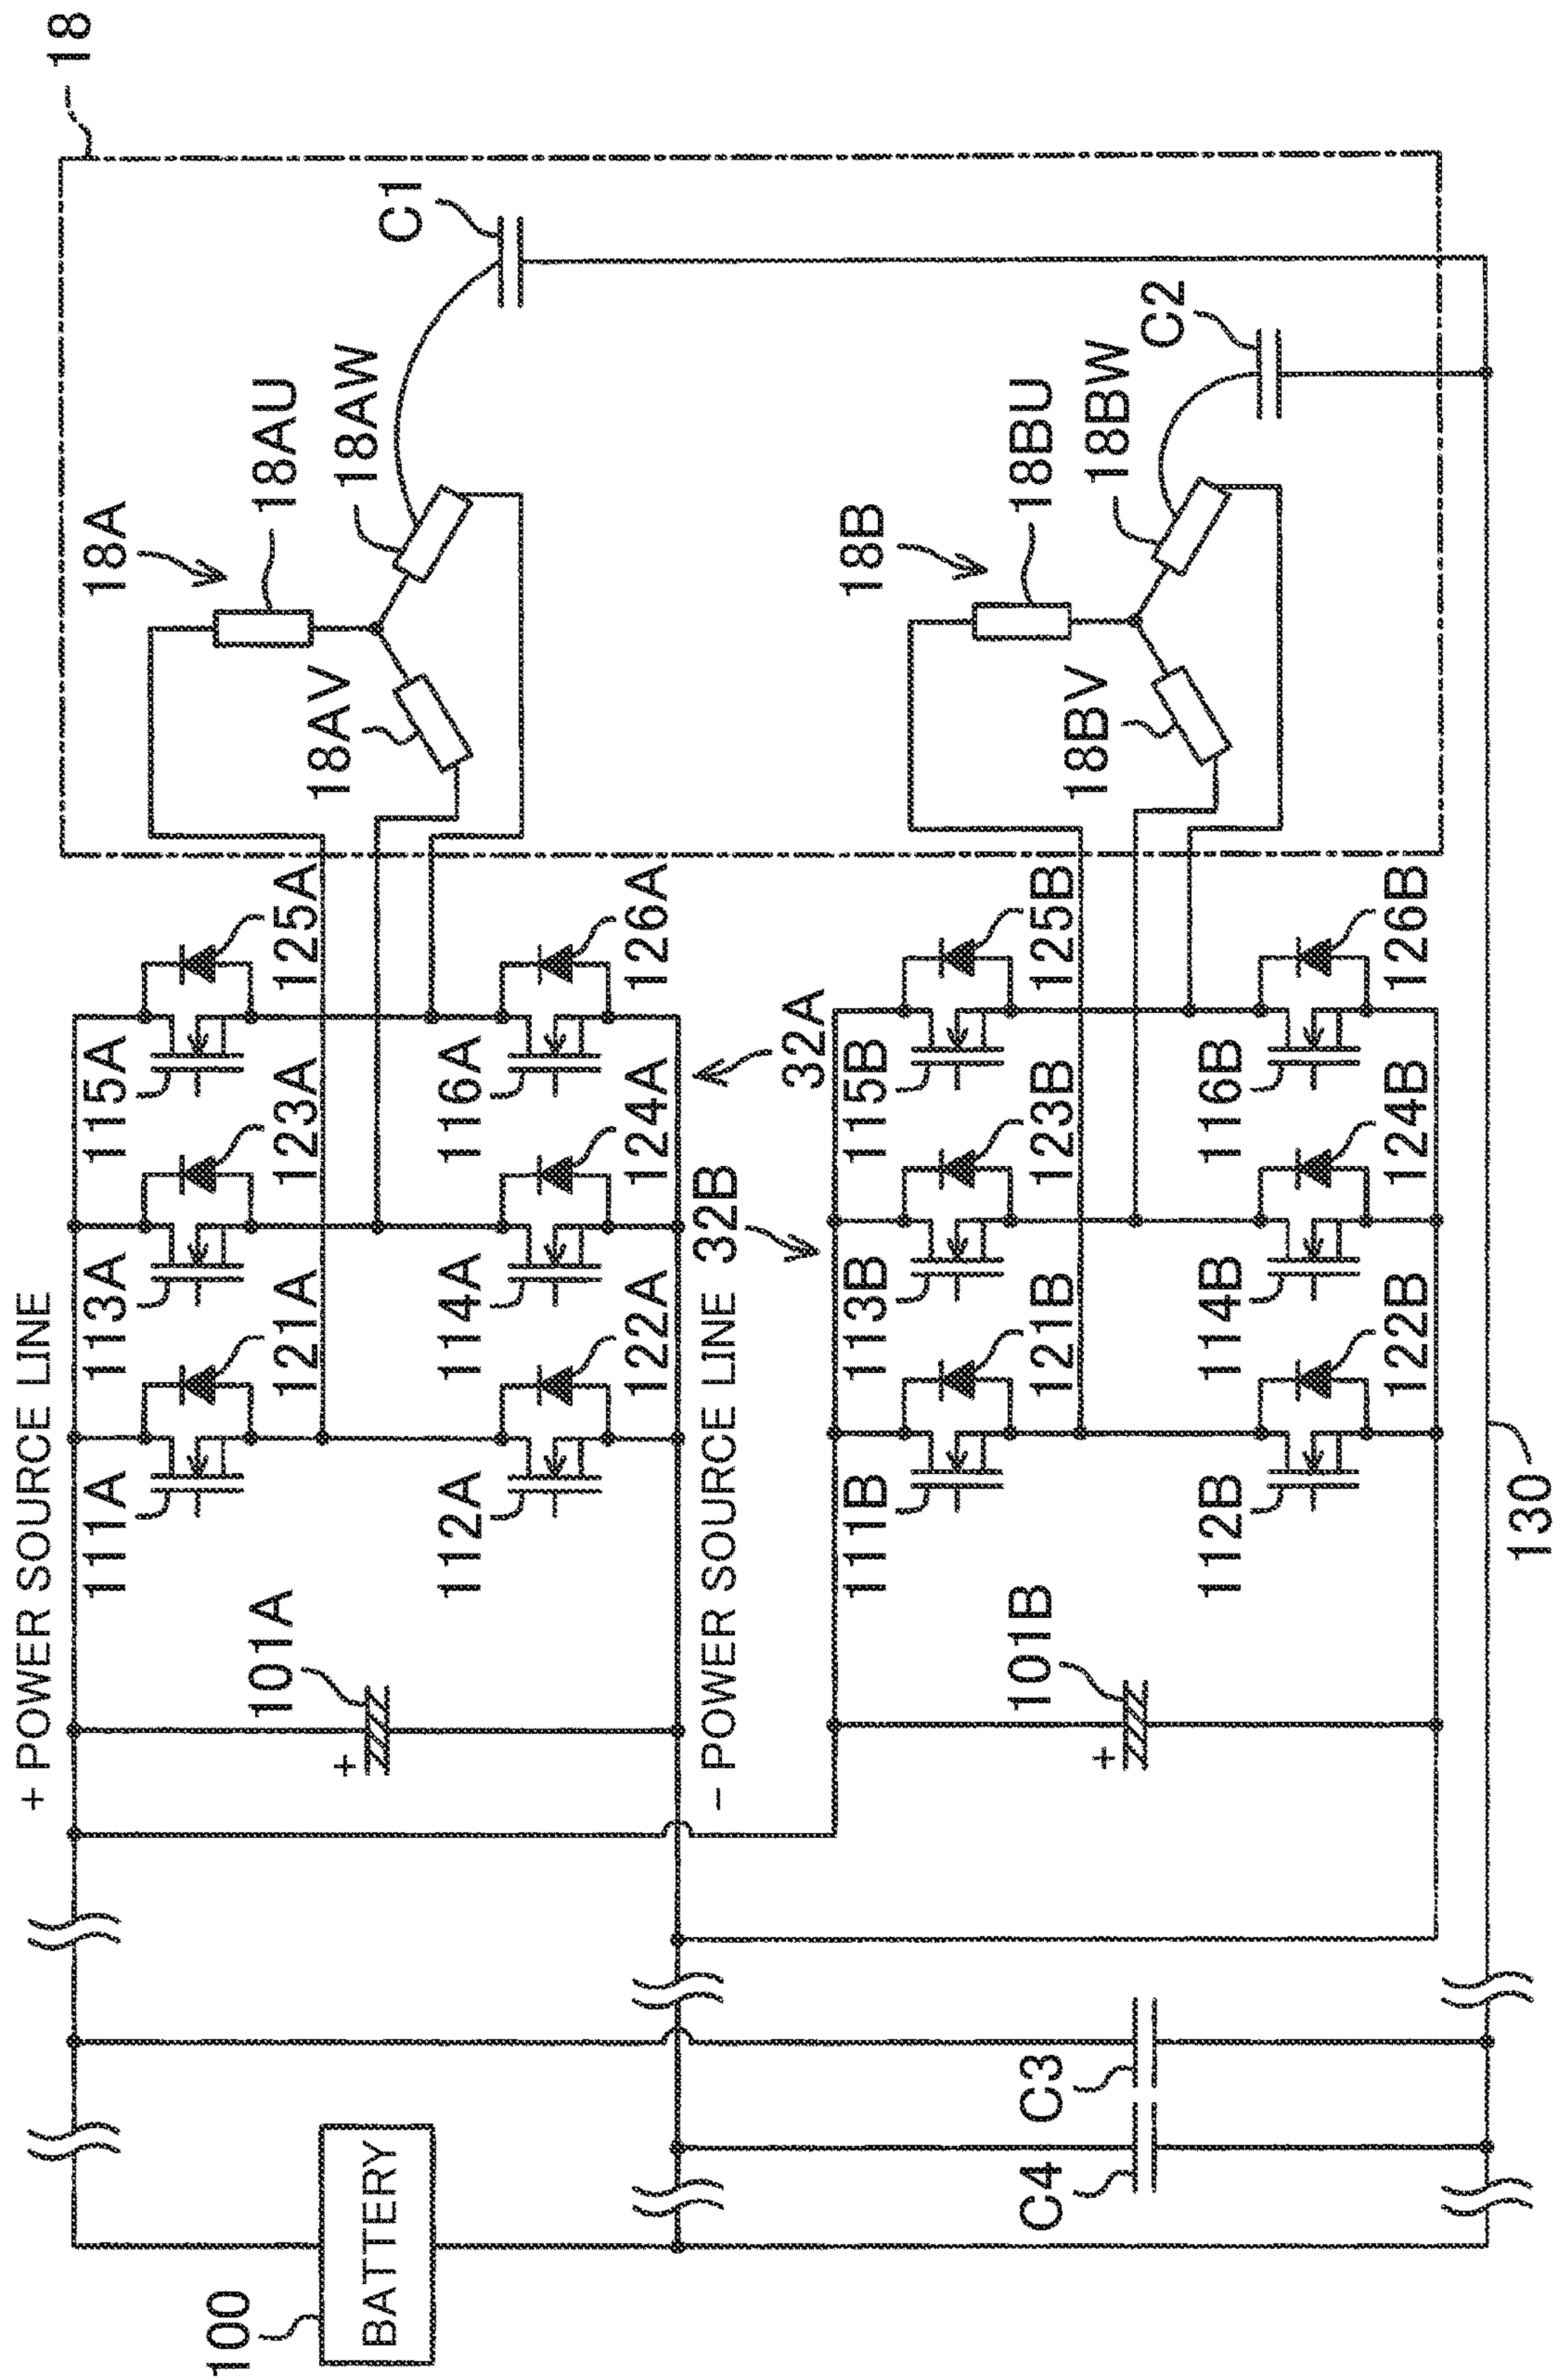 100
BATTERY
C4
C3
+ POWER SOURCE LINE
- POWER SOURCE LINE
101A
+
111A
113A
115A
121A
123A
125A
112A
114A
116A
122A
124A
126A
32A
32B
101B
+
111B
113B
115B
121B
123B
125B
112B
114B
116B
122B
124B
126B
130
18
18A
18AU
18AV
18AW
C1
18B
18BU
18BV
18BW
C2